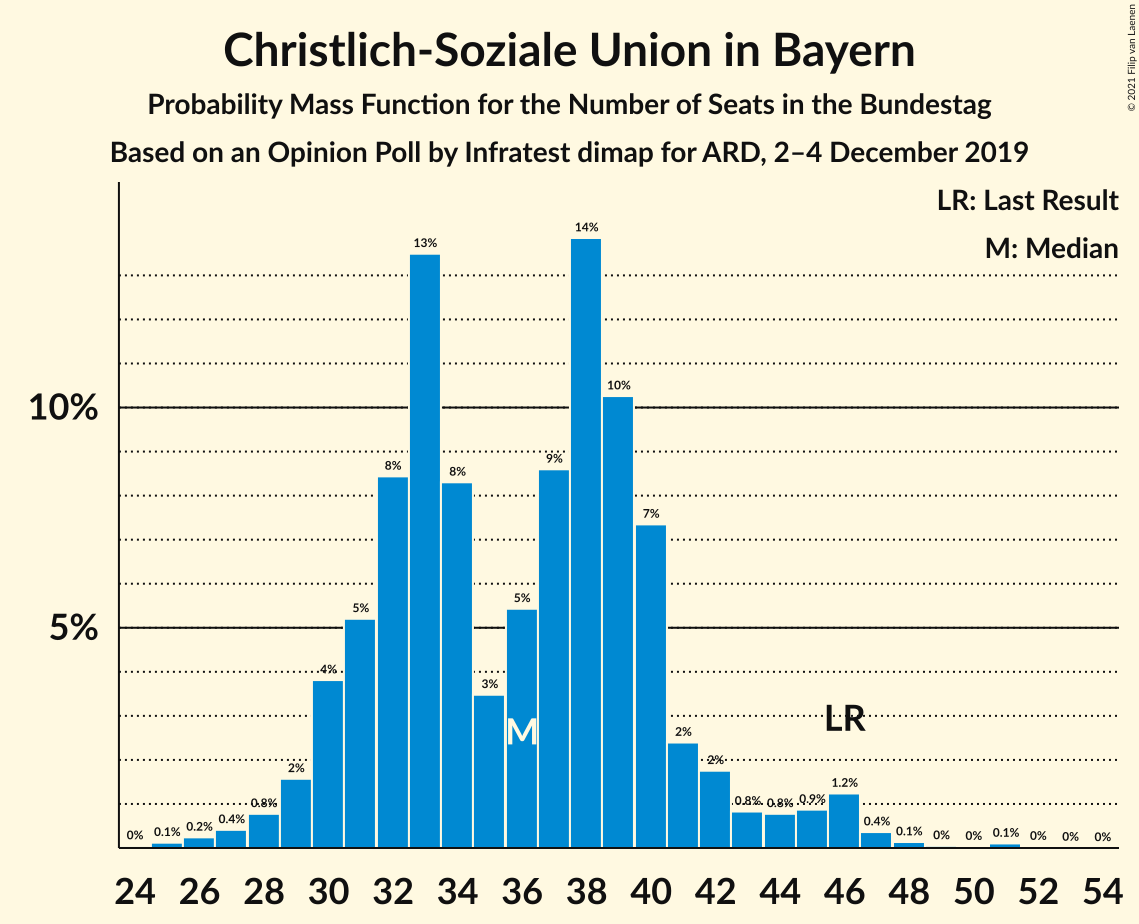 Christlich-Soziale Union in Bayern
Probability Mass Function for the Number of Seats in the Bundestag
Based on an Opinion Poll by Infratest dimap for ARD, 2–4 December 2019
© 2021 Filip van Laenen
LR: Last Result
M: Median
10%
5%
0% 0.1% 0.2% 0.4% 0.8% 2% 4% 5% 8% 13% 8% 3% 5% 9% 14% 10% 7% 2% 2% 0.8% 0.8% 0.9% 1.2% 0.4% 0.1% 0% 0% 0.1% 0% 0% 0%
M
LR
24 26 28 30 32 34 36 38 40 42 44 46 48 50 52 54